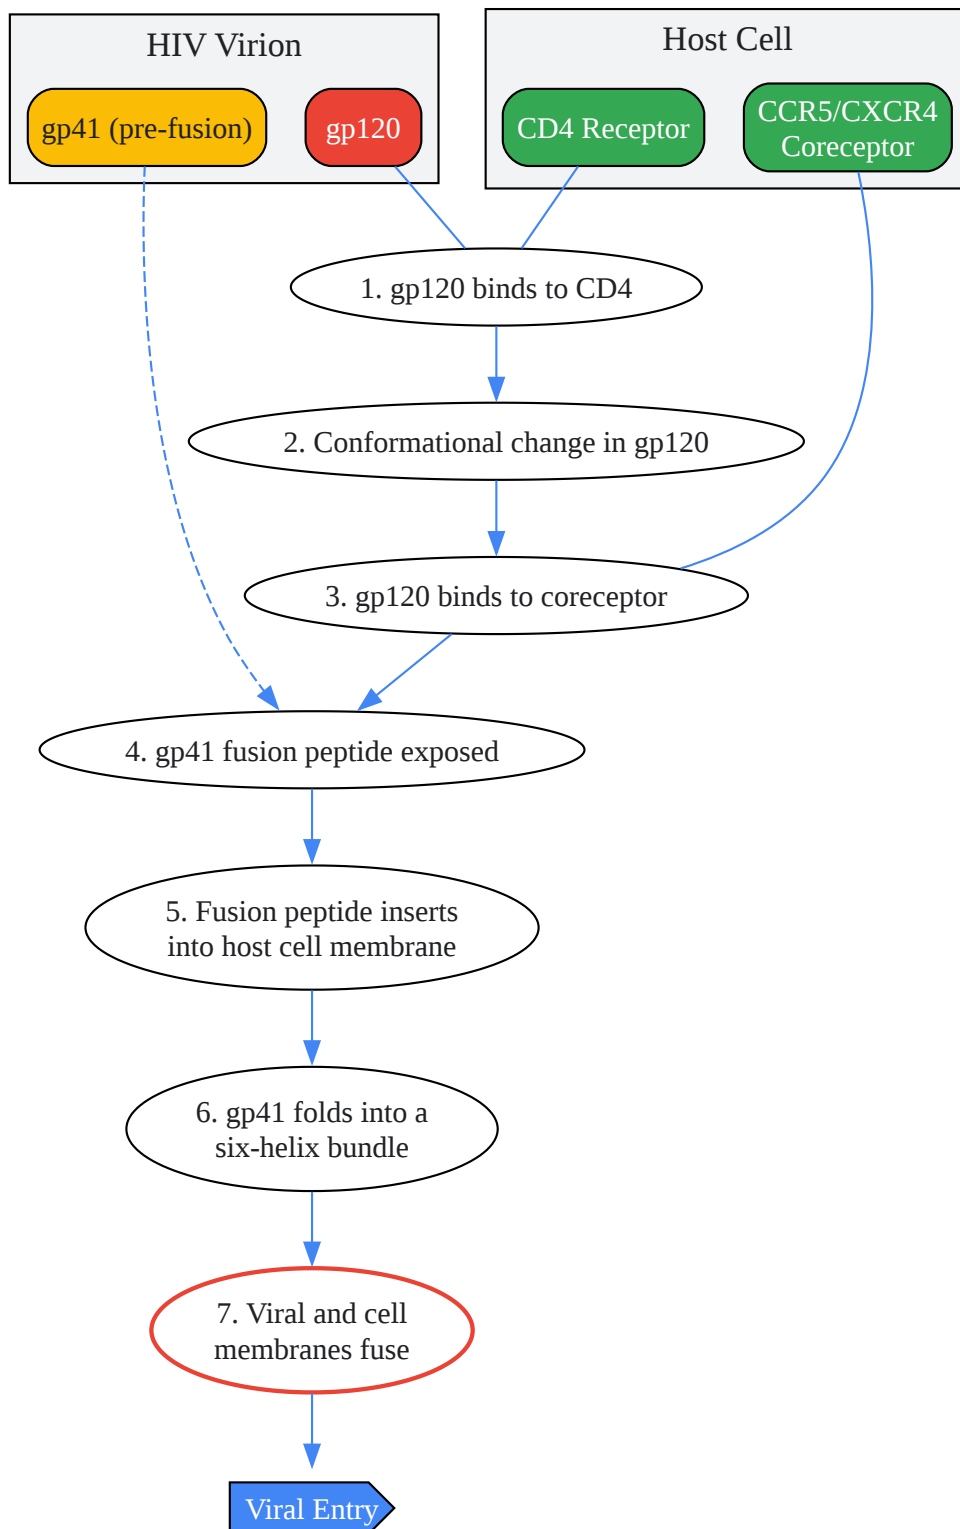 HIV Virion
Host Cell
gp41 (pre-fusion)
gp120
CD4 Receptor
CCR5/CXCR4
Coreceptor
1. gp120 binds to CD4
2. Conformational change in gp120
3. gp120 binds to coreceptor
4. gp41 fusion peptide exposed
5. Fusion peptide inserts
into host cell membrane
6. gp41 folds into a
six-helix bundle
7. Viral and cell
membranes fuse
Viral Entry